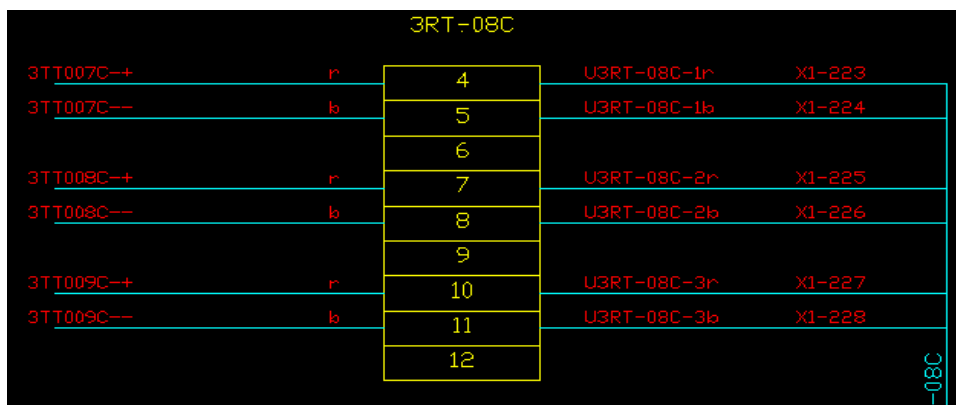 3RT-08C
3TT007C-+ r 4 U3RT-08C-1r X1-223
3TT007C-- b 5 U3RT-08C-1b X1-224
6
3TT008C-+ r 7 U3RT-08C-2r X1-225
3TT008C-- b 8 U3RT-08C-2b X1-226
9
3TT009C-+ r 10 U3RT-08C-3r X1-227
3TT009C-- b 11 U3RT-08C-3b X1-228
12
-08C